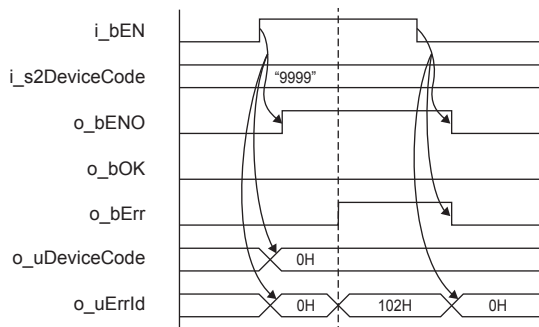 i_bEN
i_s2DeviceCode
“9999”
o_bENO
o_bOK
o_bErr
o_uDeviceCode
0H
o_uErrId
0H 102H 0H